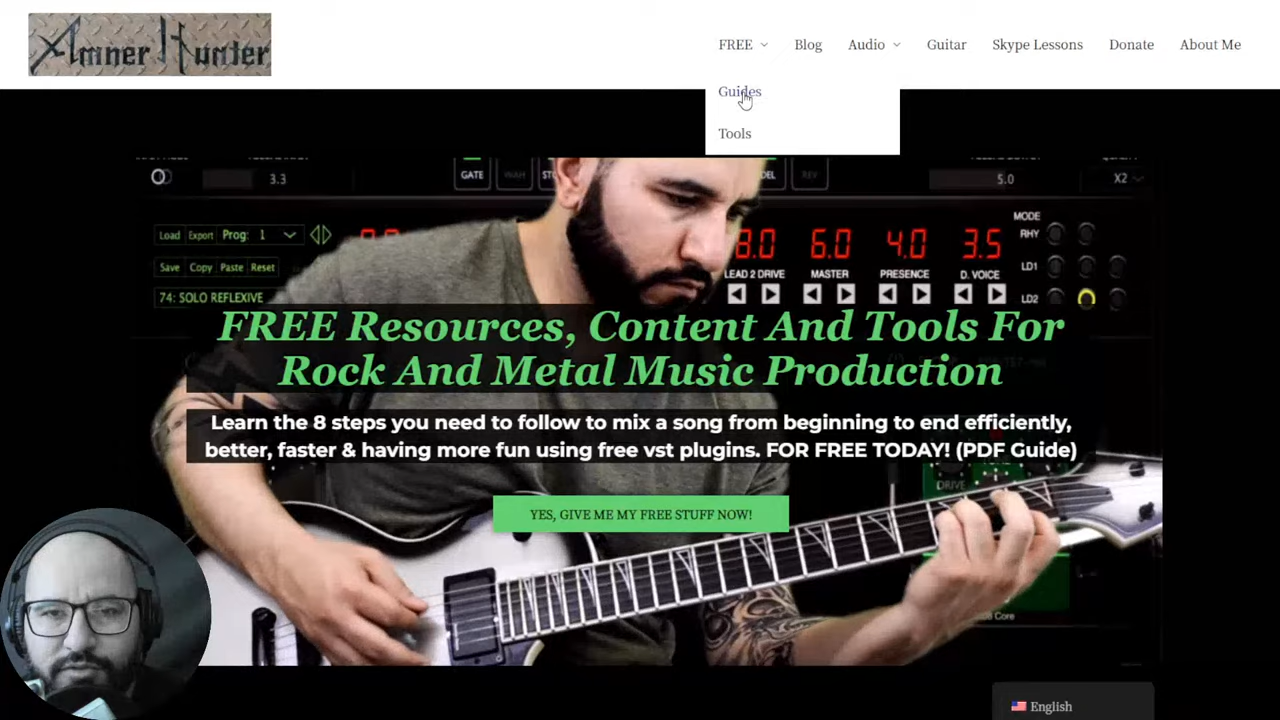 Amner Hunter
FREE Blog Audio Guitar Skype Lessons Donate About Me
Guides
Tools
3.3 GATE WAH DEL REV 5.0 X2
Load Export Prog: 1
Save Copy Paste Reset
74: SOLO REFLEXIVE
8.0 6.0 4.0 3.5
LEAD 2 DRIVE MASTER PRESENCE D. VOICE
MODE
RHY
LD1
LD2
FREE Resources, Content And Tools For
Rock And Metal Music Production
Learn the 8 steps you need to follow to mix a song from beginning to end efficiently,
better, faster & having more fun using free vst plugins. FOR FREE TODAY! (PDF Guide)
DRIVE
YES, GIVE ME MY FREE STUFF NOW!
Core
English